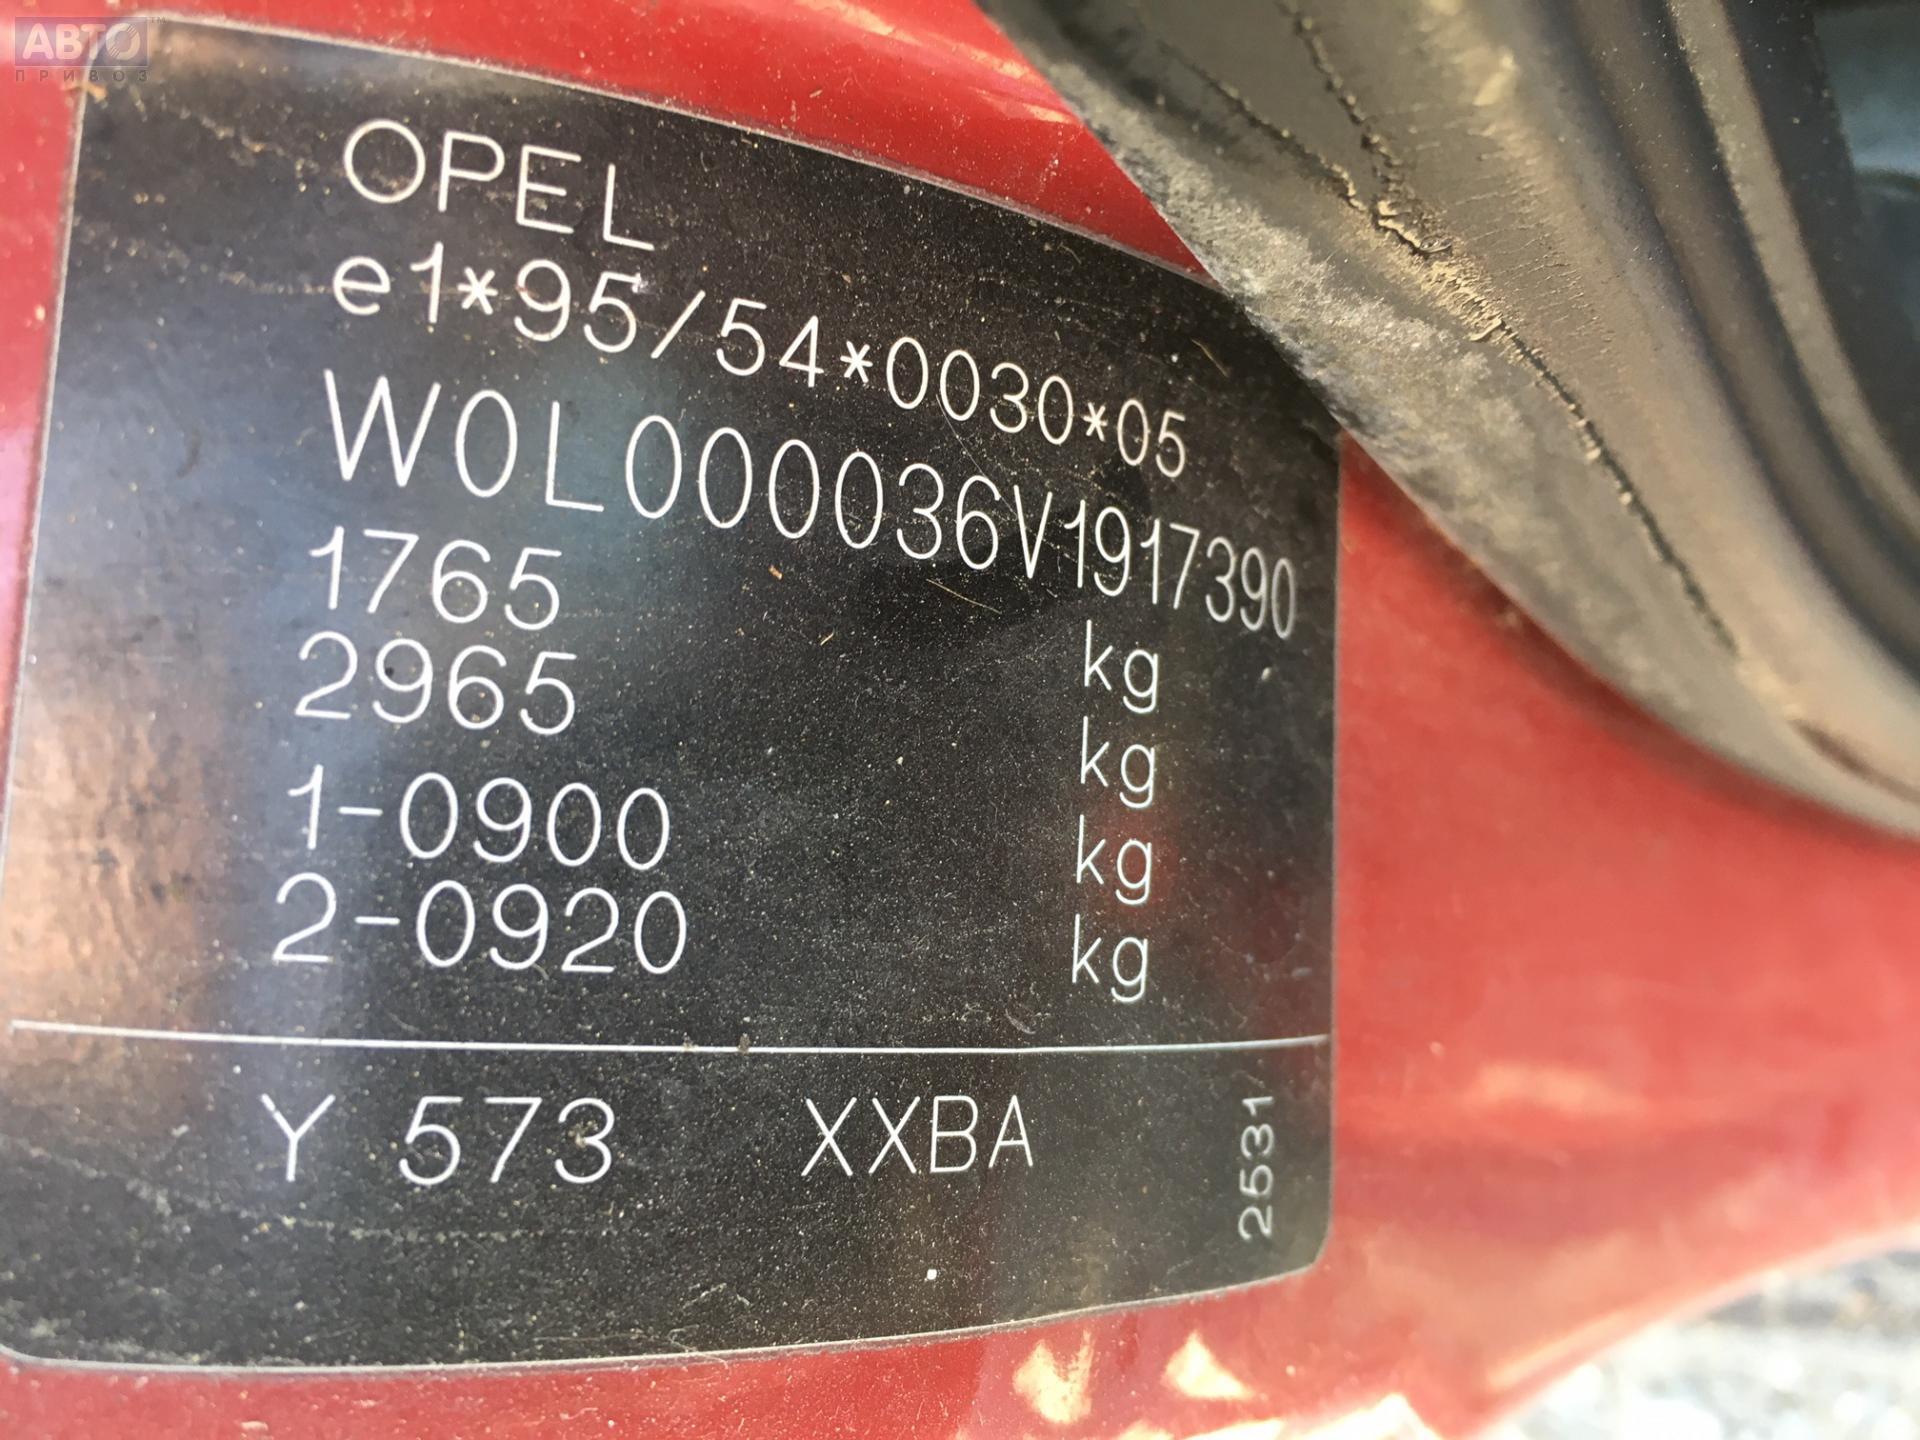 АВТО
ПРИВОЗ
OPEL
e1*95/54*0030*05
W0L000036V1917390
1765 kg
2965 kg
1-0900 kg
2-0920 kg
Y 573 XXBA
2531